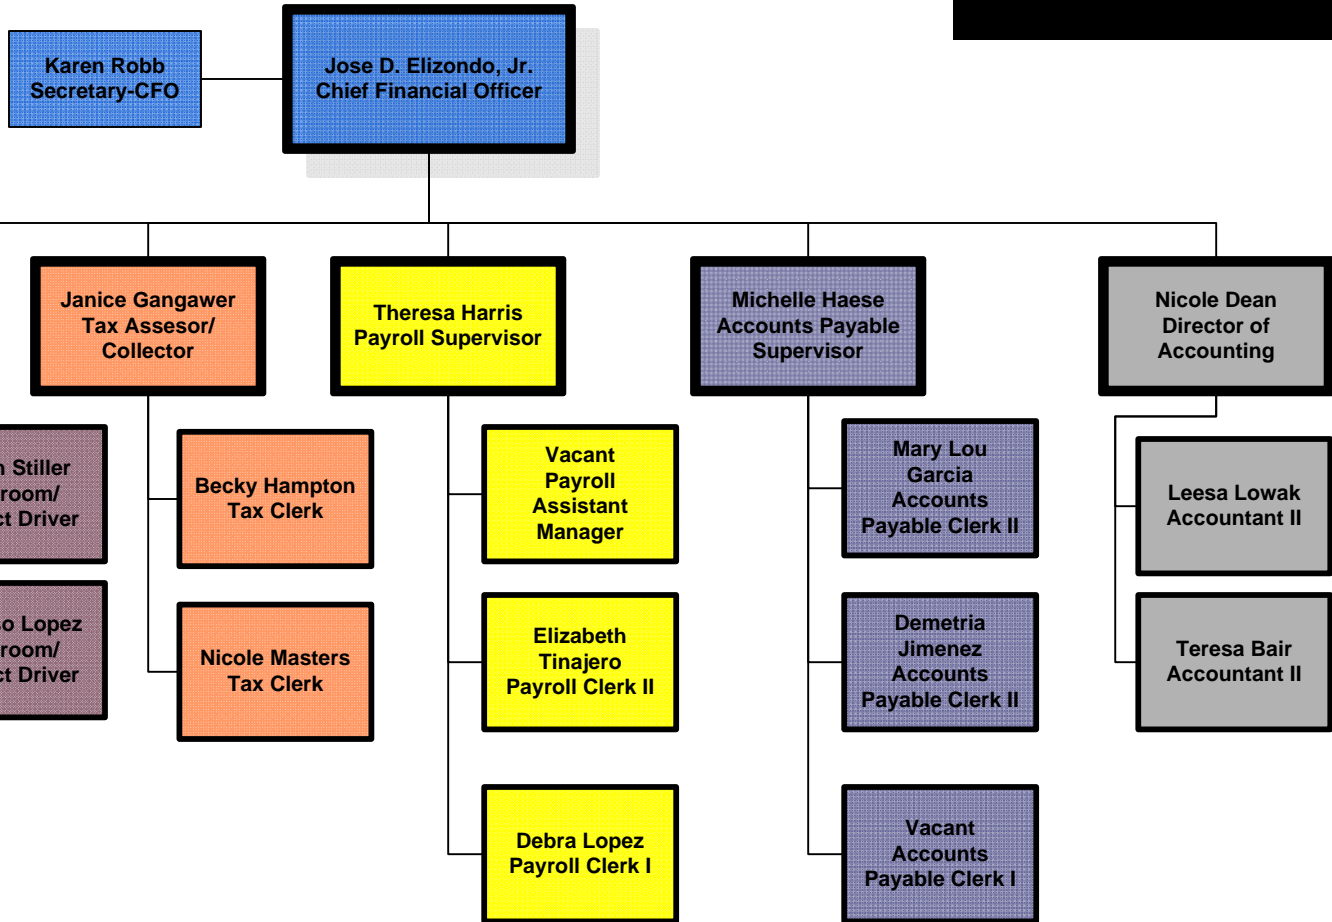 Karen Robb
Secretary-CFO
Jose D. Elizondo, Jr.
Chief Financial Officer
Janice Gangawer
Tax Assesor/
Collector
Theresa Harris
Payroll Supervisor
Michelle Haese
Accounts Payable
Supervisor
Nicole Dean
Director of
Accounting
Stiller
room/
Driver
Becky Hampton
Tax Clerk
Vacant
Payroll
Assistant
Manager
Mary Lou
Garcia
Accounts
Payable Clerk II
Leesa Lowak
Accountant II
Lopez
room/
Driver
Nicole Masters
Tax Clerk
Elizabeth
Tinajero
Payroll Clerk II
Demetria
Jimenez
Accounts
Payable Clerk II
Teresa Bair
Accountant II
Debra Lopez
Payroll Clerk I
Vacant
Accounts
Payable Clerk I